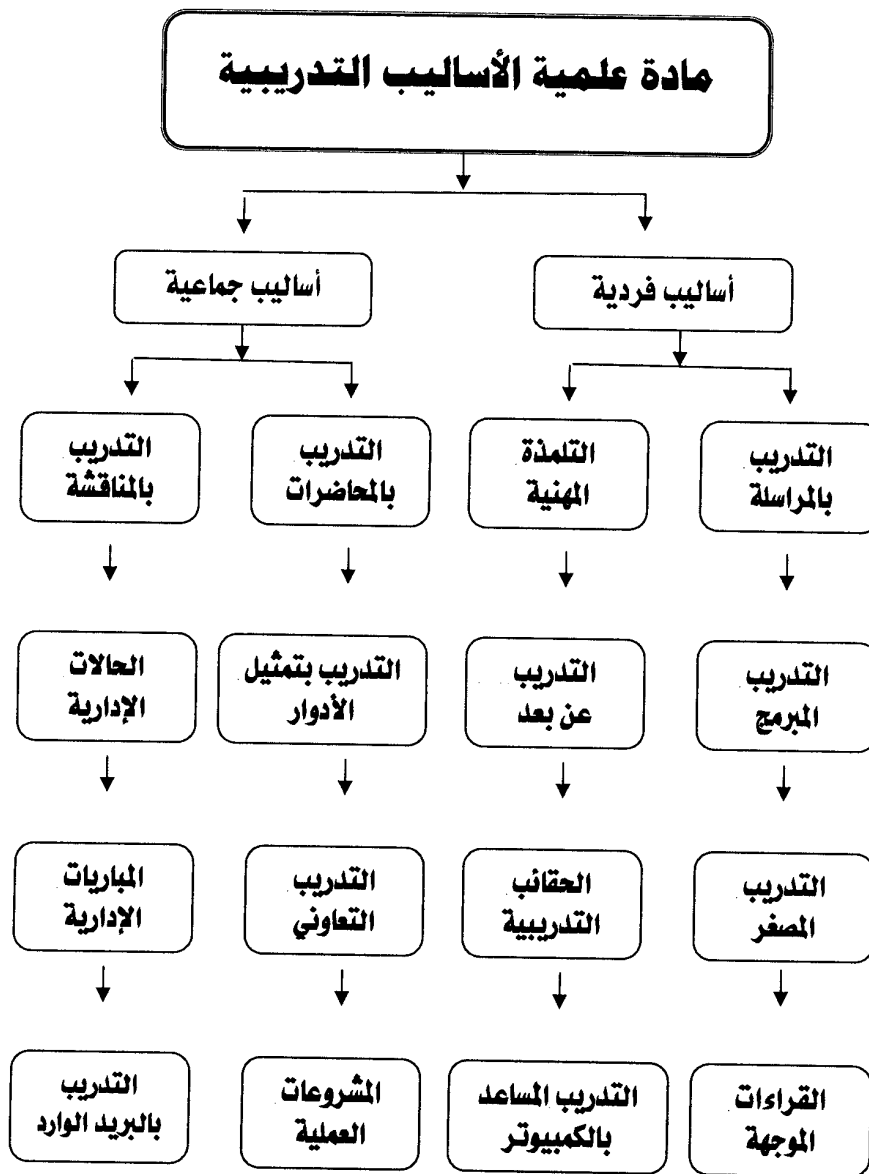 مادة علمية الأساليب التدريبية
أساليب فردية
أساليب جماعية
التدريب
بالمراسلة
التلمذة
المهنية
التدريب
بالمحاضرات
التدريب
بالمناقشة
التدريب
المبرمج
التدريب
عن بعد
التدريب بتمثيل
الأدوار
الحالات
الإدارية
التدريب
المصغر
الحقائب
التدريبية
التدريب
التعاوني
المباريات
الإدارية
القراءات
الموجهة
التدريب المساعد
بالكمبيوتر
المشروعات
العملية
التدريب
بالبريد الوارد